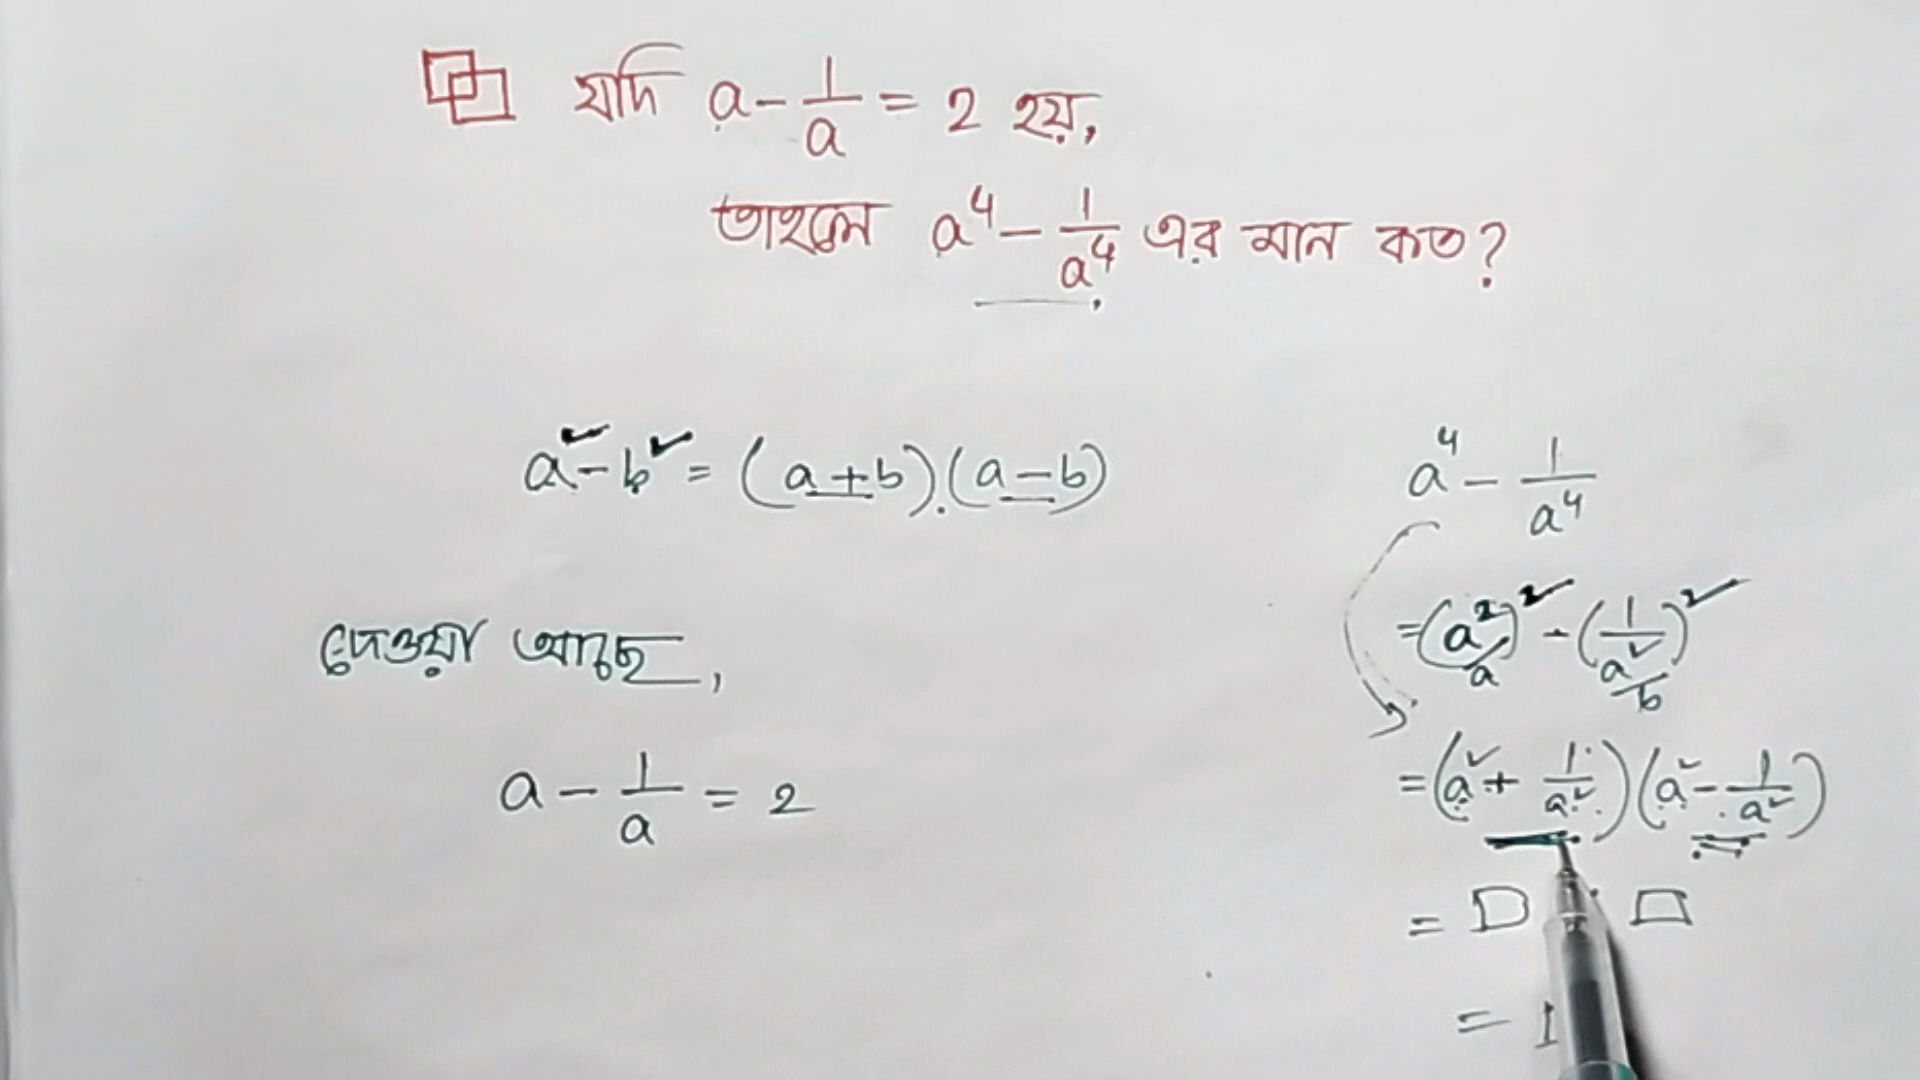 যদি a - 1/a = 2 হয়,
তাহলে a⁴ - 1/a⁴ এর মান কত?
a² - b² = (a + b).(a - b)
a⁴ - 1/a⁴
= (a²)² - (1/a²)²
a b
= (a² + 1/a²)(a² - 1/a²)
দেওয়া আছে,
a - 1/a = 2
= □ · □
=